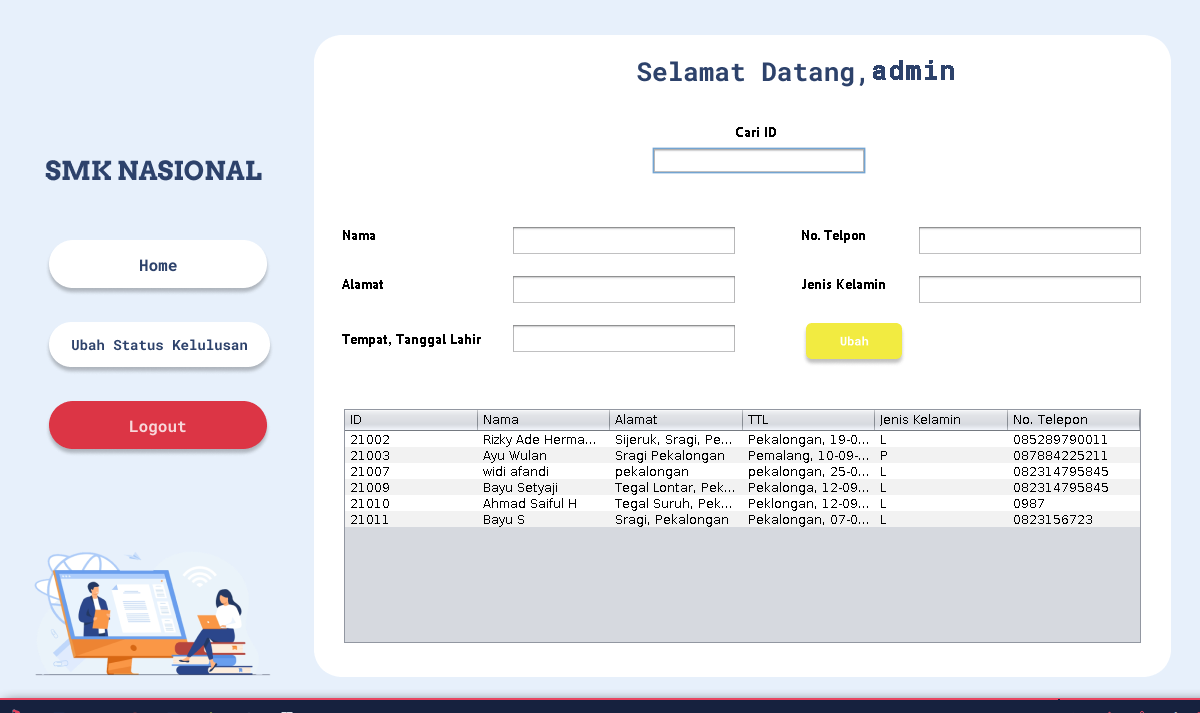 Selamat Datang, admin
Cari ID
SMK NASIONAL
Home
Ubah Status Kelulusan
Logout
Nama
No. Telpon
Alamat
Jenis Kelamin
Tempat, Tanggal Lahir
Ubah
ID Nama Alamat TTL Jenis Kelamin No. Telepon
21002 Rizky Ade Herma... Sijeruk, Sragi, Pe... Pekalongan, 19-0... L 085289790011
21003 Ayu Wulan Sragi Pekalongan Pemalang, 10-09-... P 087884225211
21007 widi afandi pekalongan pekalongan, 25-0... L 082314795845
21009 Bayu Setyaji Tegal Lontar, Pek... Pekalonga, 12-09... L 082314795845
21010 Ahmad Saiful H Tegal Suruh, Pek... Peklongan, 12-09... L 0987
21011 Bayu S Sragi, Pekalongan Pekalongan, 07-0... L 0823156723